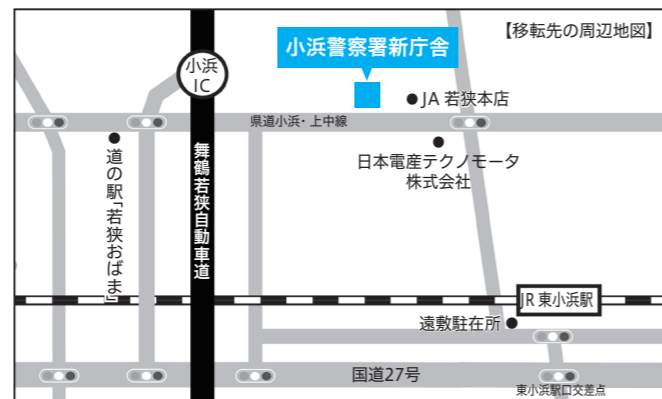 【移転先の周辺地図】
小浜警察署新庁舎
小浜
IC
JA 若狭本店
県道小浜・上中線
日本電産テクノモータ
株式会社
道の駅「若狭おばま」
舞鶴若狭自動車道
JR 東小浜駅
遠敷駐在所
国道27号
東小浜駅口交差点